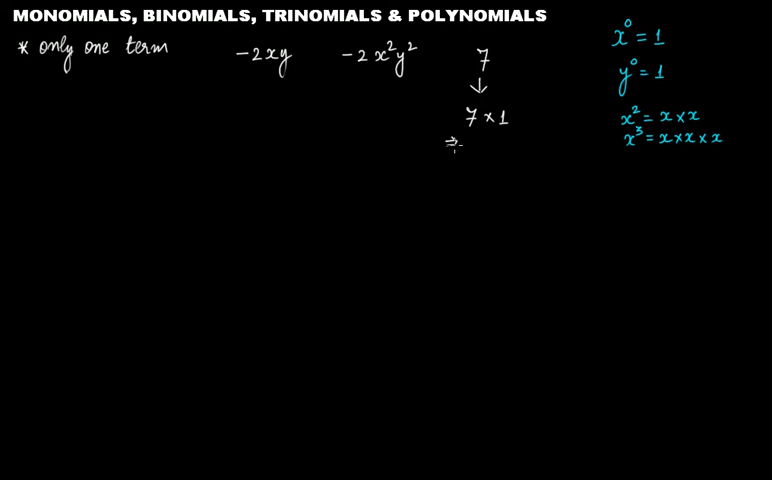 MONOMIALS, BINOMIALS, TRINOMIALS & POLYNOMIALS
* only one term -2xy -2x²y² 7
↓
7 × 1
⇒
x⁰ = 1
y⁰ = 1
x² = x × x
x³ = x × x × x